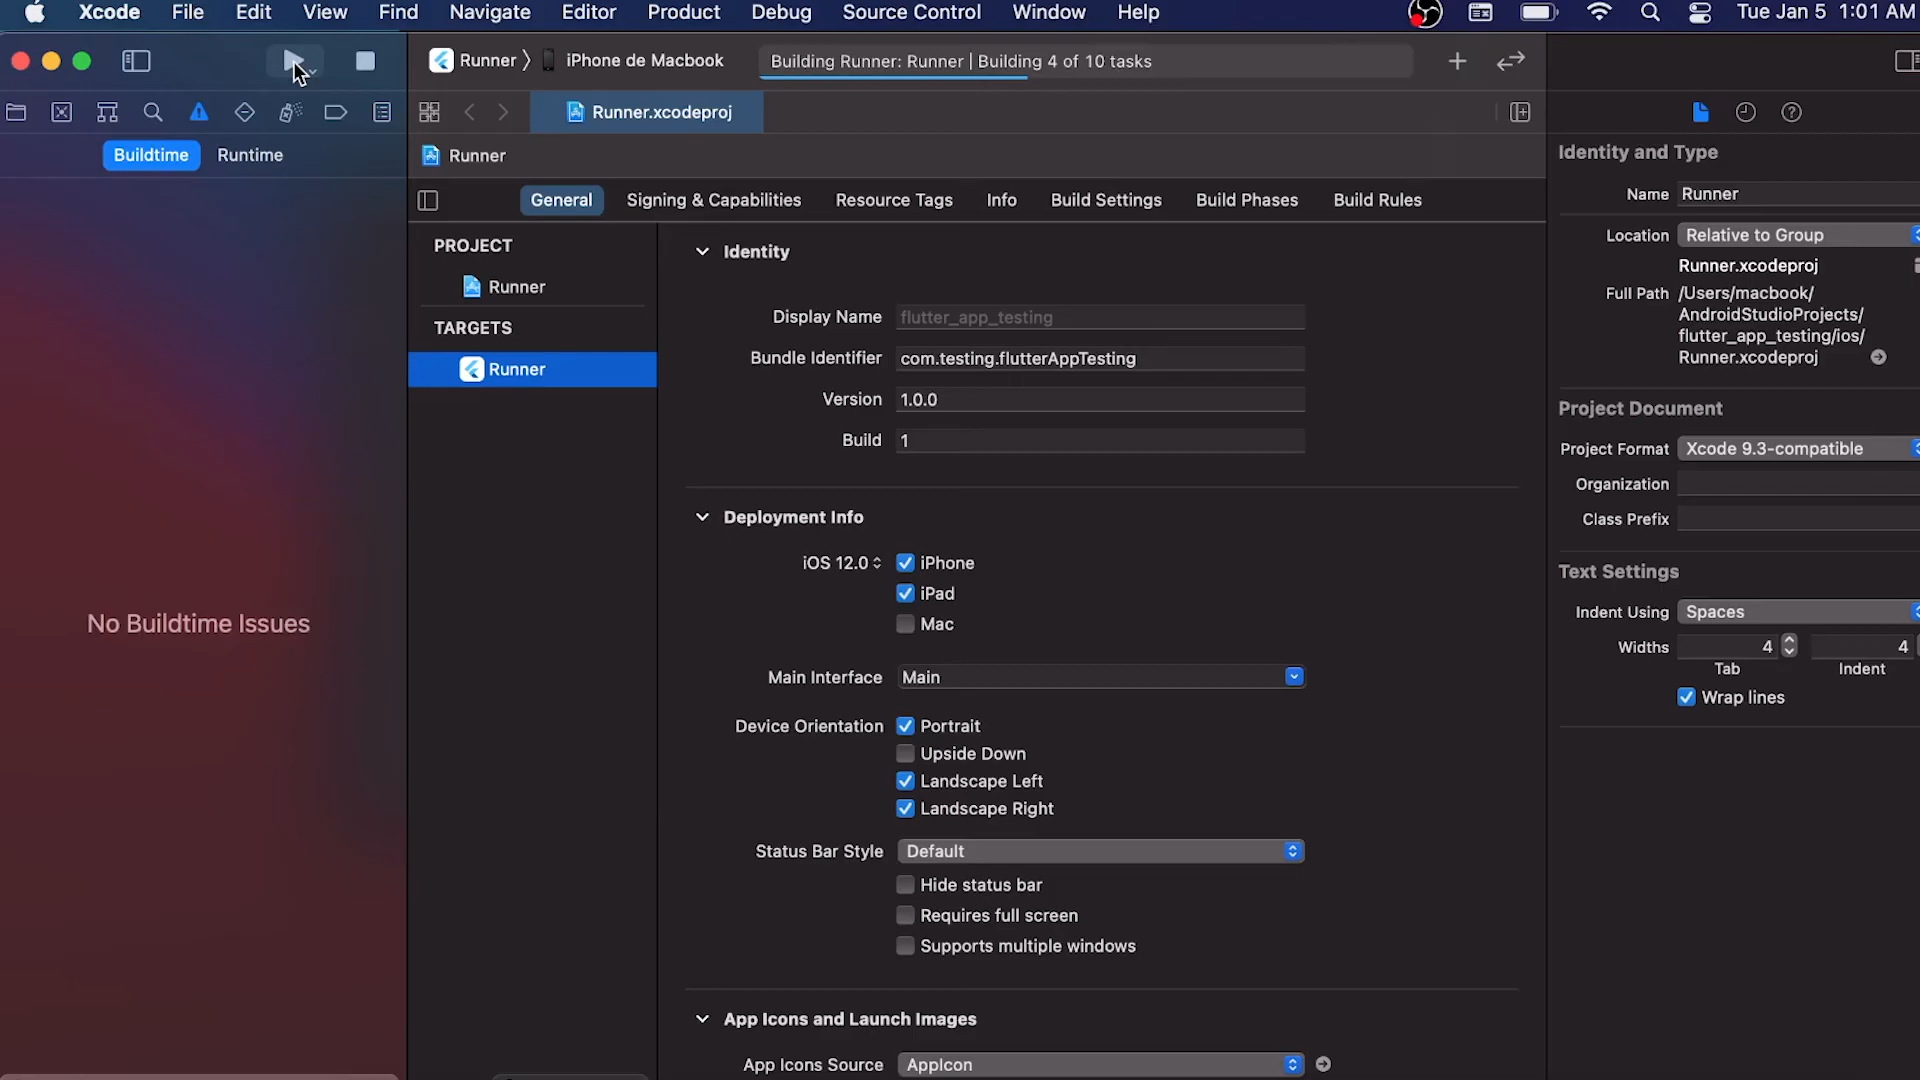 Xcode File Edit View Find Navigate Editor Product Debug Source Control Window Help Tue Jan 5 1:01 AM
Runner iPhone de Macbook Building Runner: Runner | Building 4 of 10 tasks
Runner.xcodeproj
Buildtime Runtime
Runner
General Signing & Capabilities Resource Tags Info Build Settings Build Phases Build Rules
No Buildtime Issues
PROJECT
Runner
TARGETS
Runner
Identity
Display Name flutter_app_testing
Bundle Identifier com.testing.flutterAppTesting
Version 1.0.0
Build 1
Deployment Info
iOS 12.0 iPhone
iPad
Mac
Main Interface Main
Device Orientation Portrait
Upside Down
Landscape Left
Landscape Right
Status Bar Style Default
Hide status bar
Requires full screen
Supports multiple windows
App Icons and Launch Images
App Icons Source AppIcon
Identity and Type
Name Runner
Location Relative to Group
Runner.xcodeproj
Full Path /Users/macbook/
AndroidStudioProjects/
flutter_app_testing/ios/
Runner.xcodeproj
Project Document
Project Format Xcode 9.3-compatible
Organization
Class Prefix
Text Settings
Indent Using Spaces
Widths 4 4
Tab Indent
Wrap lines